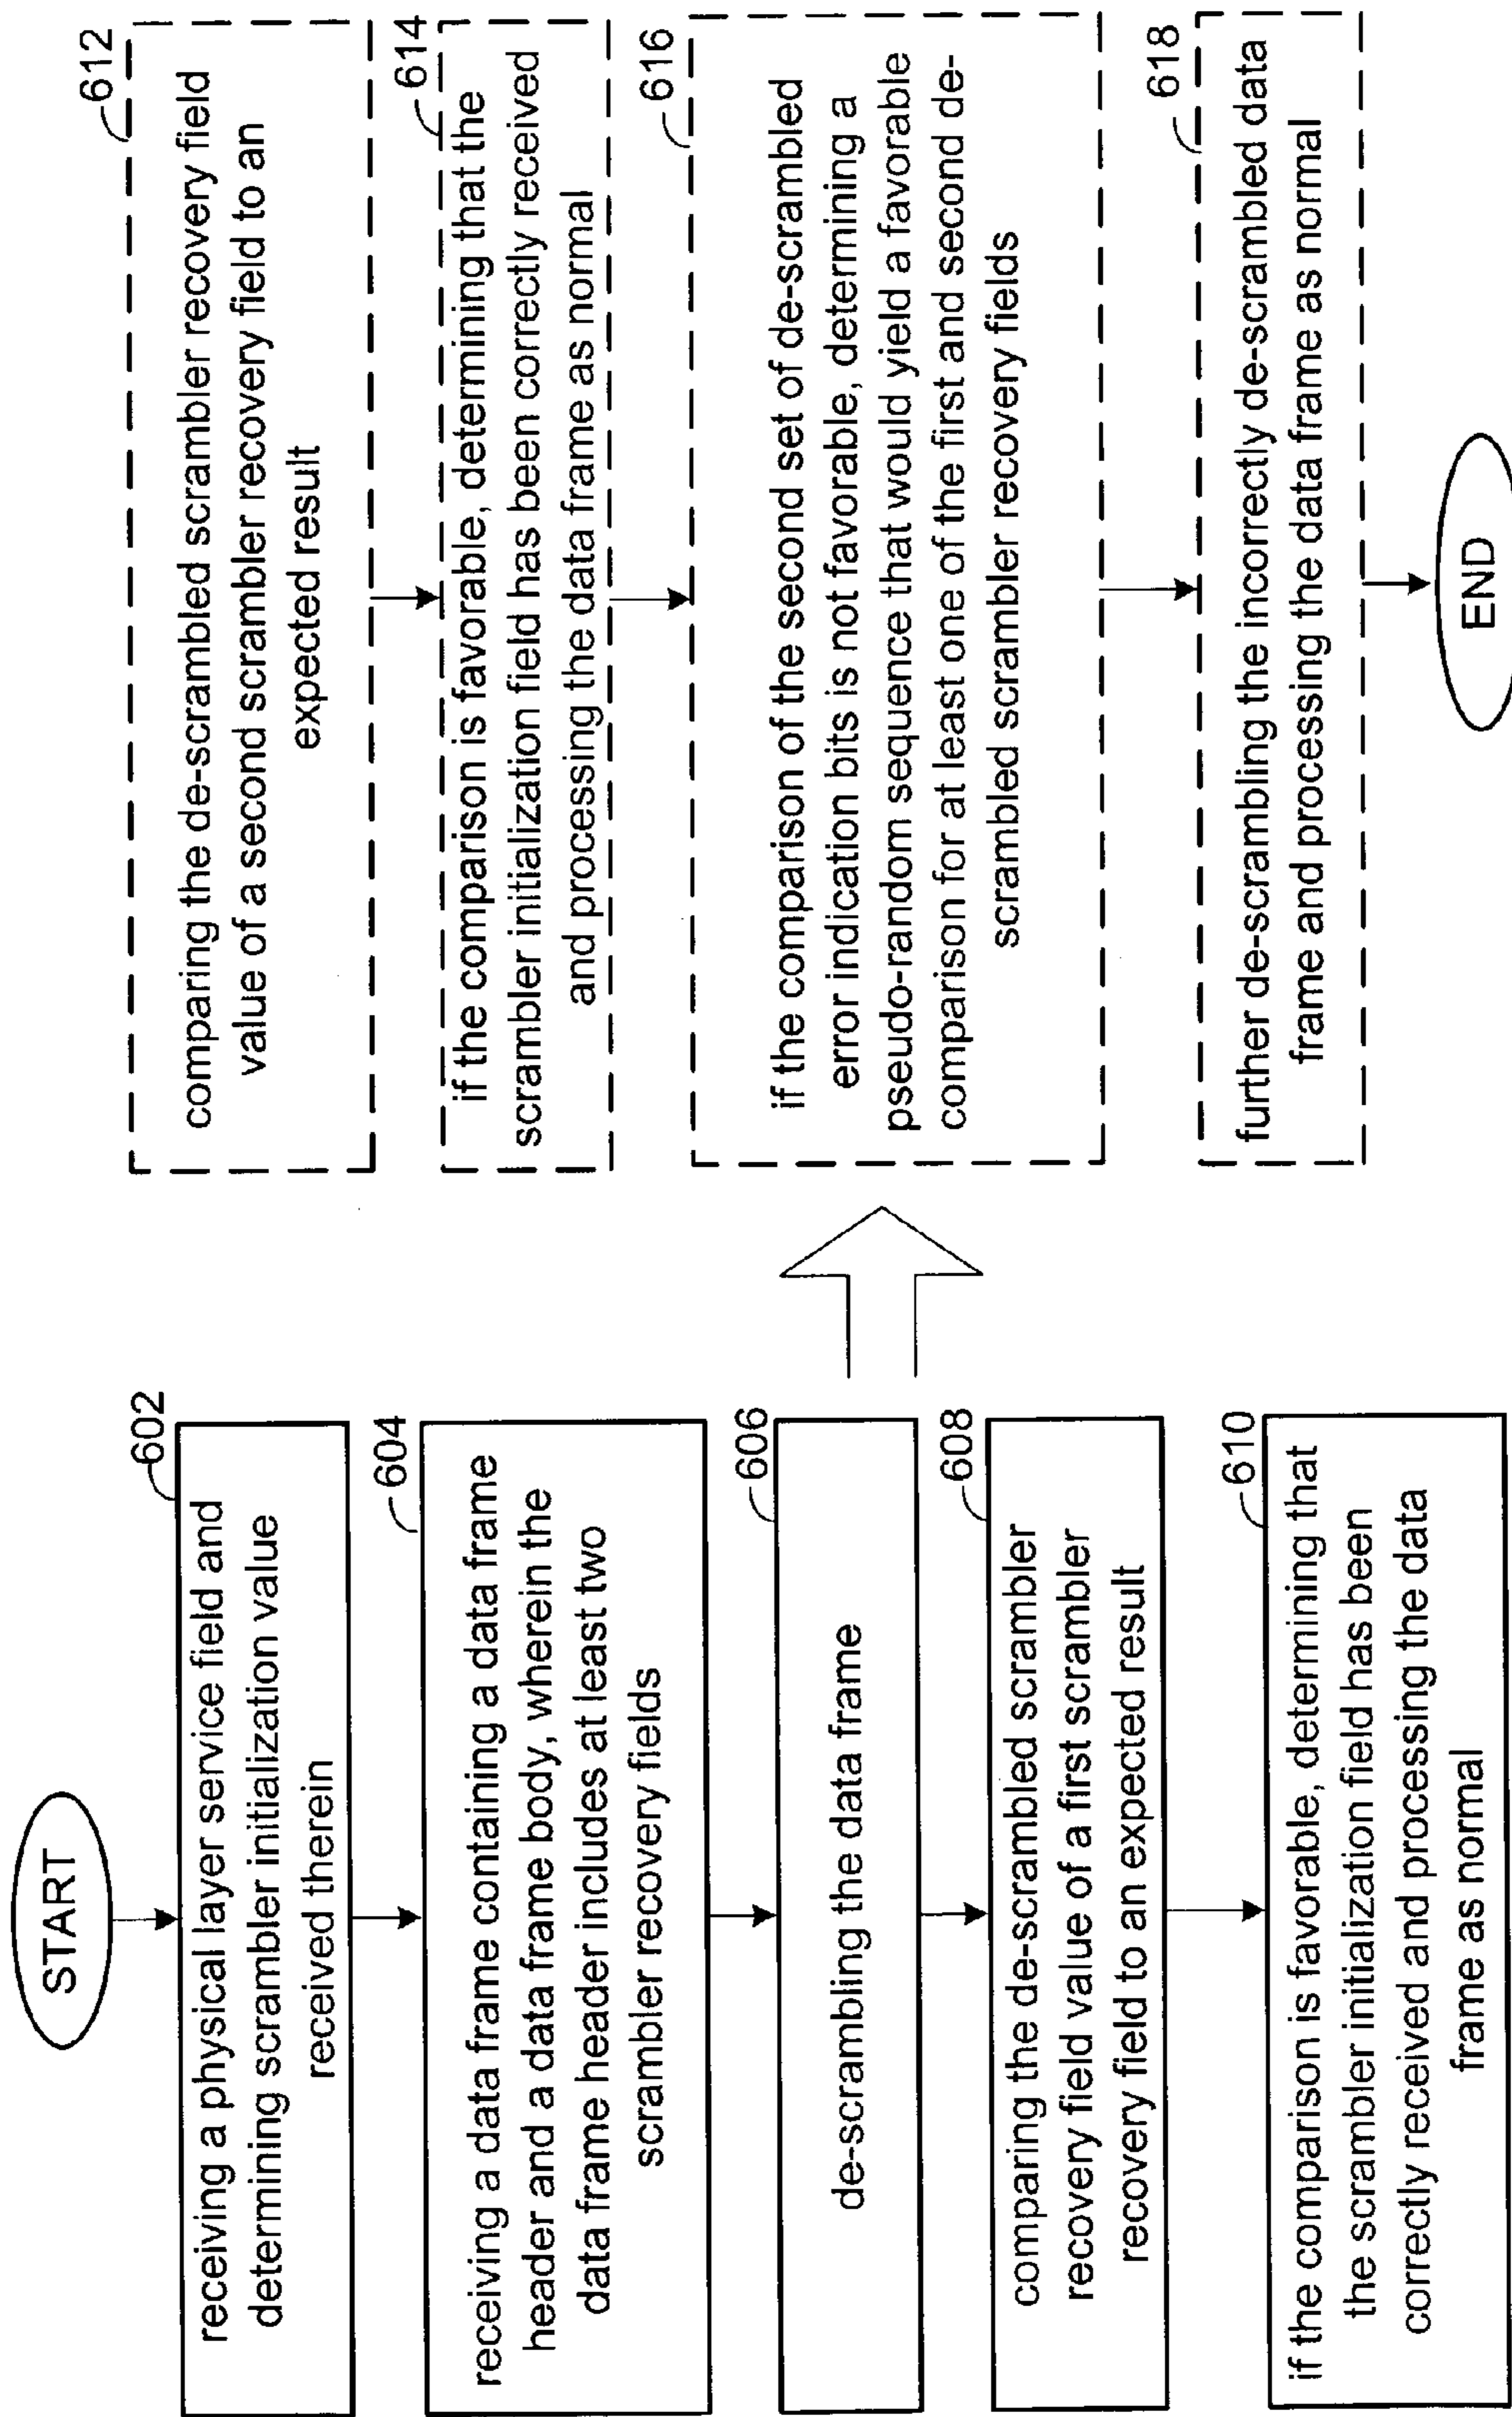 START
602
receiving a physical layer service field and
determining scrambler initialization value
received therein
604
receiving a data frame containing a data frame
header and a data frame body, wherein the
data frame header includes at least two
scrambler recovery fields
606
de-scrambling the data frame
608
comparing the de-scrambled scrambler
recovery field value of a first scrambler
recovery field to an expected result
610
if the comparison is favorable, determining that
the scrambler initialization field has been
correctly received and processing the data
frame as normal
612
comparing the de-scrambled scrambler recovery field
value of a second scrambler recovery field to an
expected result
614
if the comparison is favorable, determining that the
scrambler initialization field has been correctly received
and processing the data frame as normal
616
if the comparison of the second set of de-scrambled
error indication bits is not favorable, determining a
pseudo-random sequence that would yield a favorable
comparison for at least one of the first and second de-
scrambled scrambler recovery fields
618
further de-scrambling the incorrectly de-scrambled data
frame and processing the data frame as normal
END